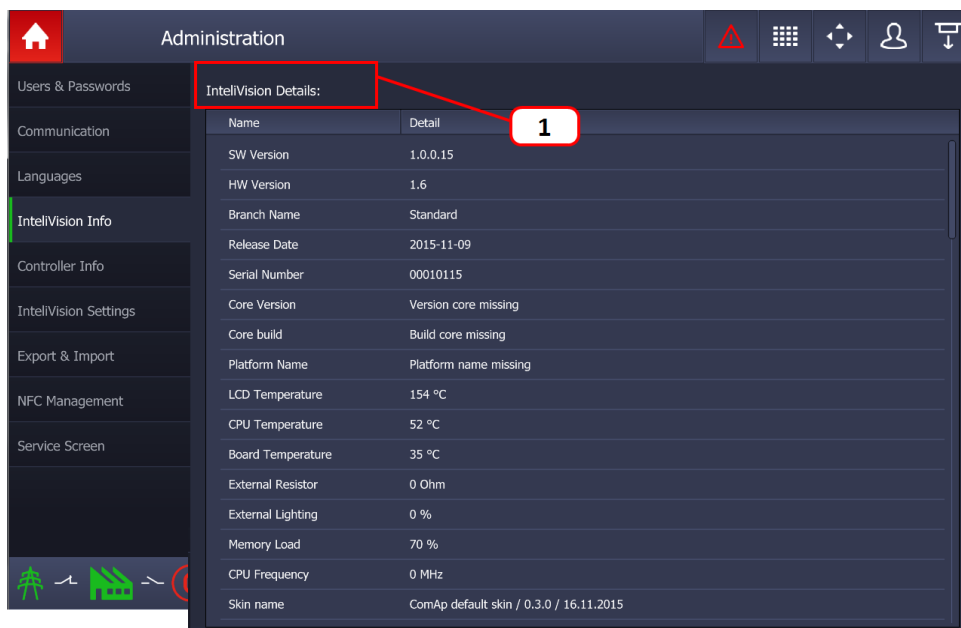 Administration
Users & Passwords
Communication
Languages
InteliVision Info
Controller Info
InteliVision Settings
Export & Import
NFC Management
Service Screen
InteliVision Details:
1
Name Detail
SW Version 1.0.0.15
HW Version 1.6
Branch Name Standard
Release Date 2015-11-09
Serial Number 00010115
Core Version Version core missing
Core build Build core missing
Platform Name Platform name missing
LCD Temperature 154 °C
CPU Temperature 52 °C
Board Temperature 35 °C
External Resistor 0 Ohm
External Lighting 0 %
Memory Load 70 %
CPU Frequency 0 MHz
Skin name ComAp default skin / 0.3.0 / 16.11.2015